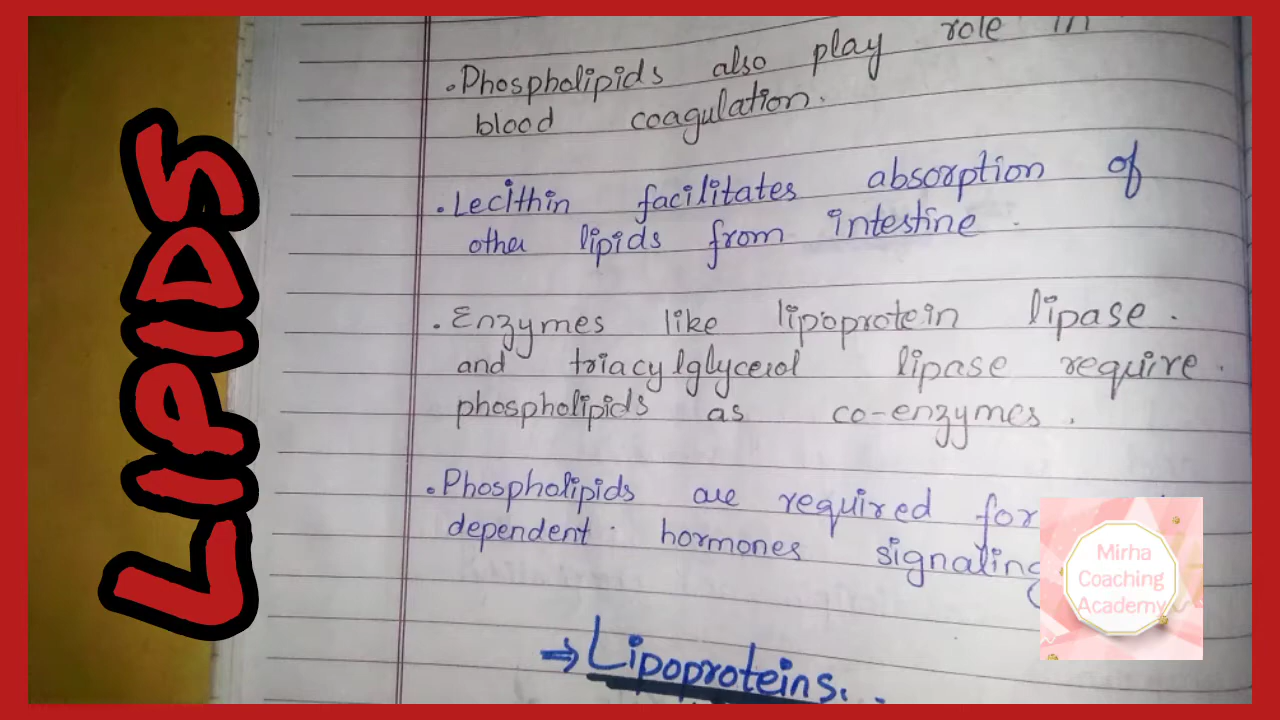 LIPIDS
• Phospholipids also play role in
blood coagulation.
• Lecithin facilitates absorption of
other lipids from intestine.
• Enzymes like lipoprotein lipase.
and triacylglycerol lipase require.
phospholipids as co-enzymes.
• Phospholipids are required for
dependent hormones signaling
⇒ Lipoproteins...
Mirha
Coaching
Academy